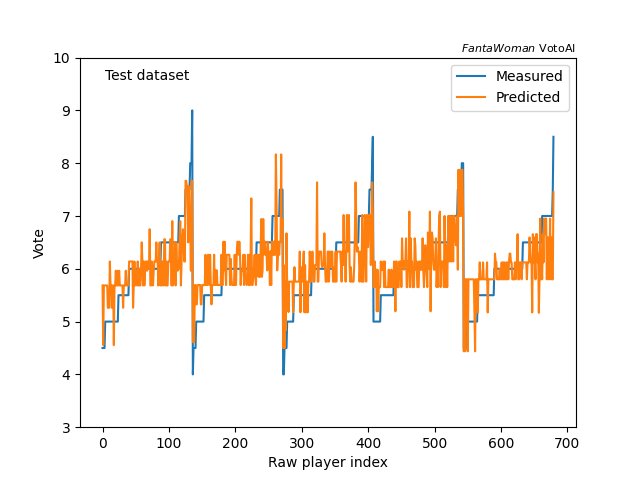 FantaWoman VotoAI
Test dataset
Measured
Predicted
Vote
10
9
8
7
6
5
4
3
0 100 200 300 400 500 600 700
Raw player index